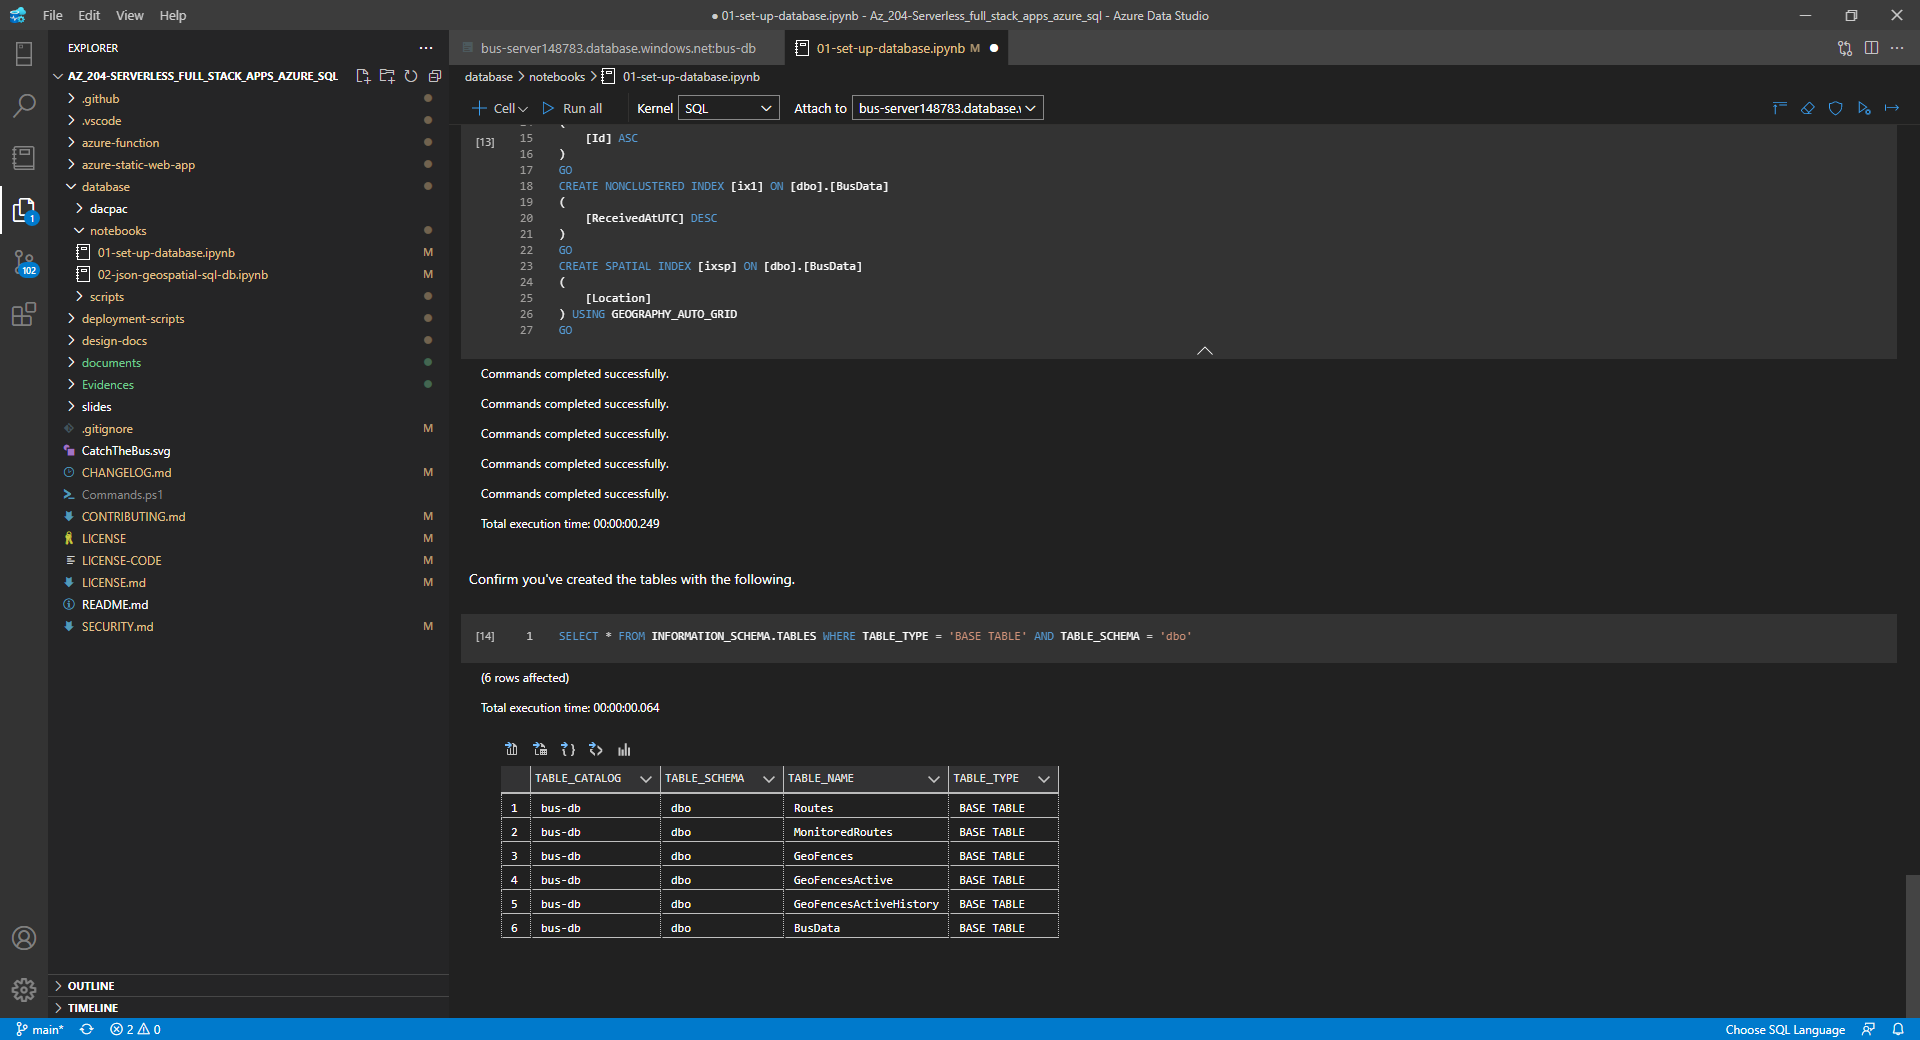 File Edit View Help
● 01-set-up-database.ipynb - Az_204-Serverless_full_stack_apps_azure_sql - Azure Data Studio
EXPLORER
AZ_204-SERVERLESS_FULL_STACK_APPS_AZURE_SQL
.github
.vscode
azure-function
azure-static-web-app
database
dacpac
notebooks
01-set-up-database.ipynb M
02-json-geospatial-sql-db.ipynb M
scripts
deployment-scripts
design-docs
documents
Evidences
slides
.gitignore M
CatchTheBus.svg
CHANGELOG.md M
Commands.ps1
CONTRIBUTING.md M
LICENSE M
LICENSE-CODE M
LICENSE.md M
README.md
SECURITY.md M
OUTLINE
TIMELINE
1
102
bus-server148783.database.windows.net:bus-db
01-set-up-database.ipynb M
database > notebooks > 01-set-up-database.ipynb
Cell Run all Kernel SQL Attach to bus-server148783.database.
[13]
15 [Id] ASC
16 )
17 GO
18 CREATE NONCLUSTERED INDEX [ix1] ON [dbo].[BusData]
19 (
20 [ReceivedAtUTC] DESC
21 )
22 GO
23 CREATE SPATIAL INDEX [ixsp] ON [dbo].[BusData]
24 (
25 [Location]
26 ) USING GEOGRAPHY_AUTO_GRID
27 GO
Commands completed successfully.
Commands completed successfully.
Commands completed successfully.
Commands completed successfully.
Commands completed successfully.
Total execution time: 00:00:00.249
Confirm you've created the tables with the following.
[14] 1 SELECT * FROM INFORMATION_SCHEMA.TABLES WHERE TABLE_TYPE = 'BASE TABLE' AND TABLE_SCHEMA = 'dbo'
(6 rows affected)
Total execution time: 00:00:00.064
TABLE_CATALOG TABLE_SCHEMA TABLE_NAME TABLE_TYPE
1 bus-db dbo Routes BASE TABLE
2 bus-db dbo MonitoredRoutes BASE TABLE
3 bus-db dbo GeoFences BASE TABLE
4 bus-db dbo GeoFencesActive BASE TABLE
5 bus-db dbo GeoFencesActiveHistory BASE TABLE
6 bus-db dbo BusData BASE TABLE
main* 2 0
Choose SQL Language